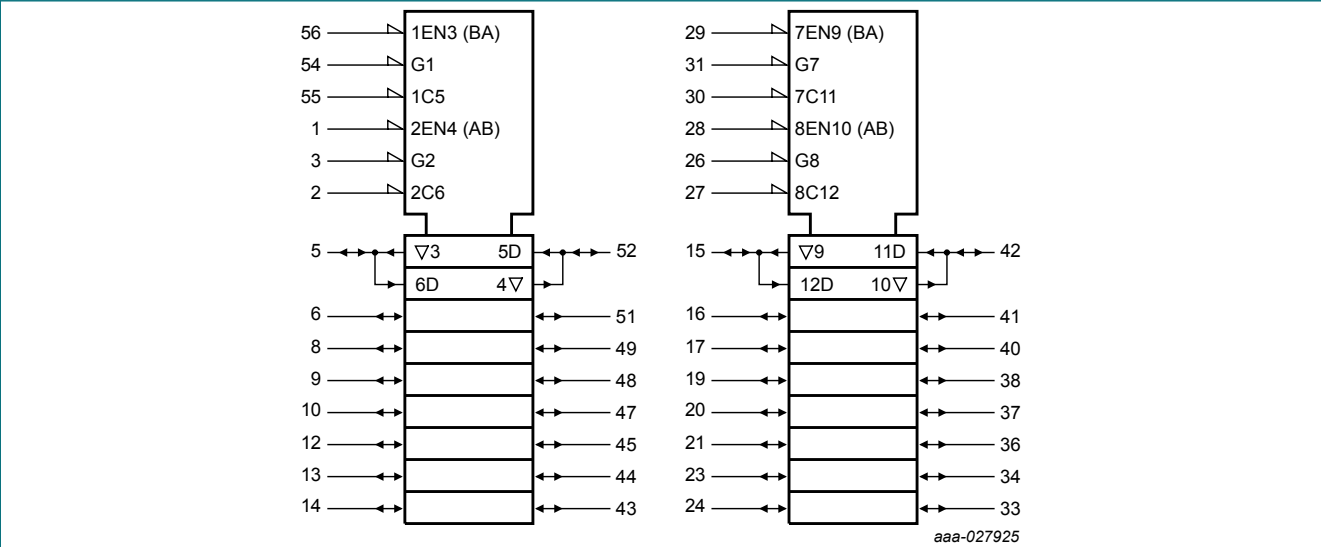 56 1EN3 (BA)
54 G1
55 1C5
1 2EN4 (AB)
3 G2
2 2C6
5 ▽3 5D 52
6D 4▽
6 51
8 49
9 48
10 47
12 45
13 44
14 43
29 7EN9 (BA)
31 G7
30 7C11
28 8EN10 (AB)
26 G8
27 8C12
15 ▽9 11D 42
12D 10▽
16 41
17 40
19 38
20 37
21 36
23 34
24 33
aaa-027925